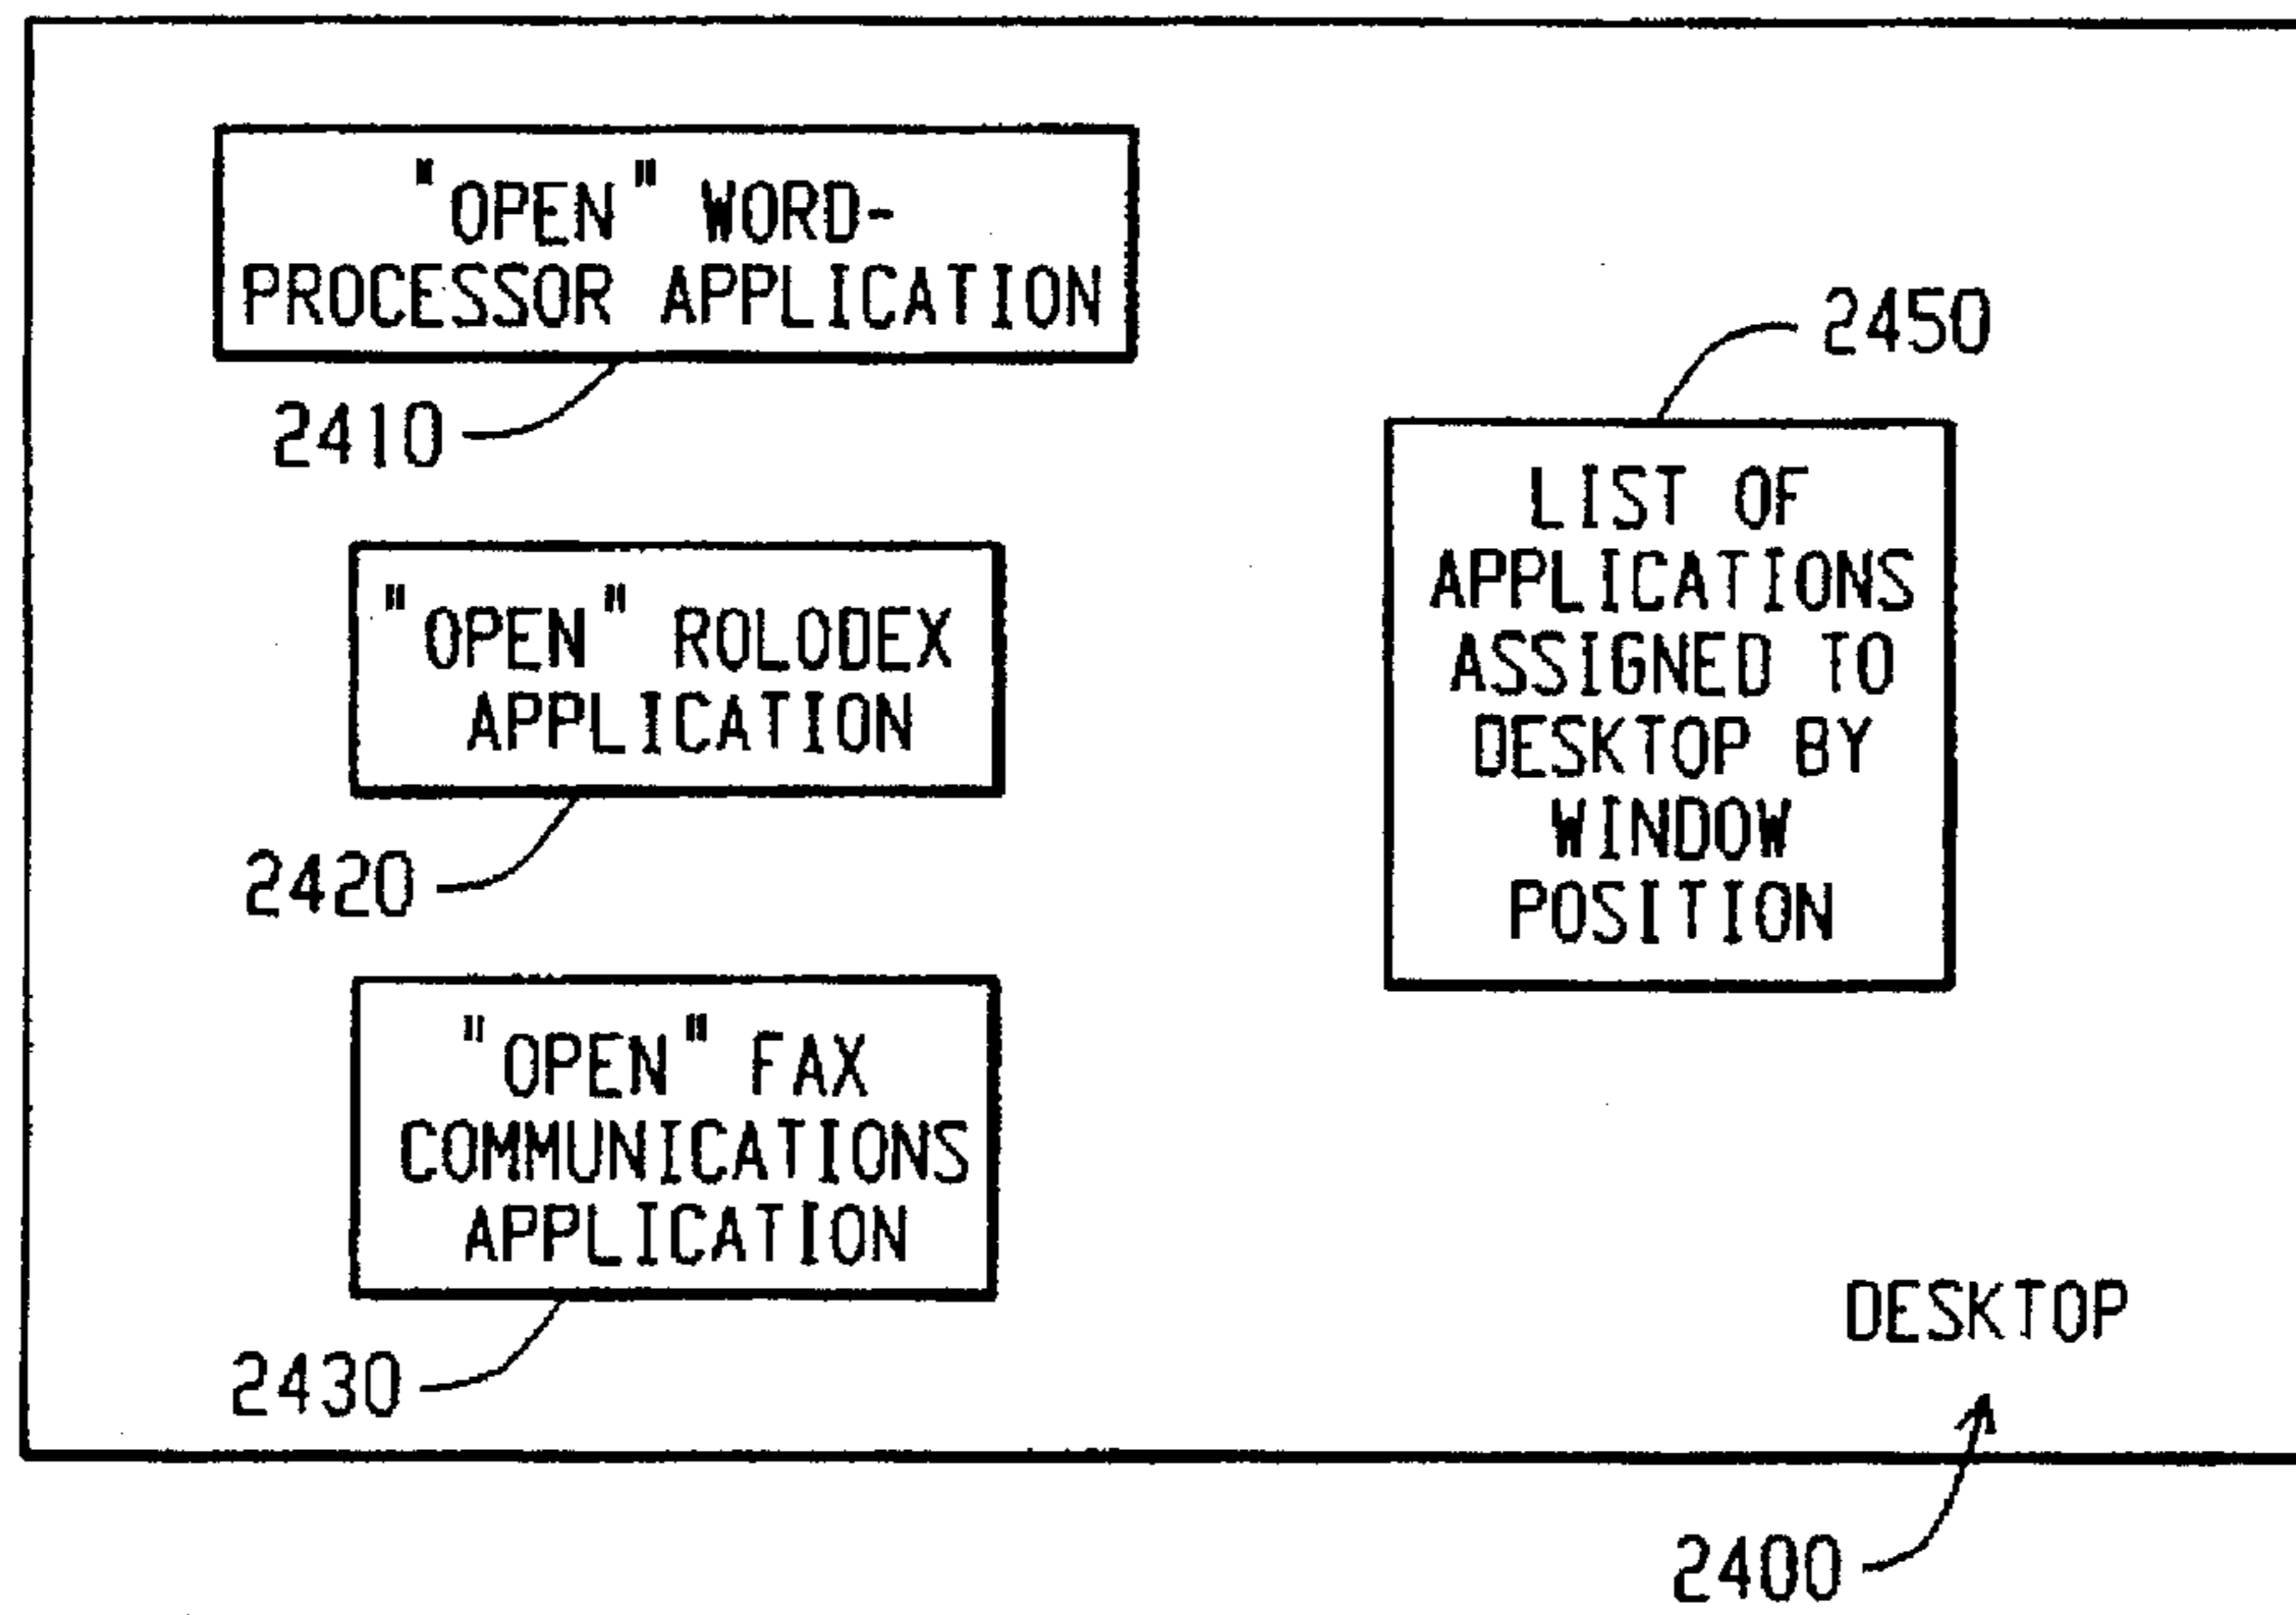 "OPEN" WORD-
PROCESSOR APPLICATION
2410
"OPEN" ROLODEX
APPLICATION
2420
"OPEN" FAX
COMMUNICATIONS
APPLICATION
2430
2450
LIST OF
APPLICATIONS
ASSIGNED TO
DESKTOP BY
WINDOW
POSITION
DESKTOP
2400